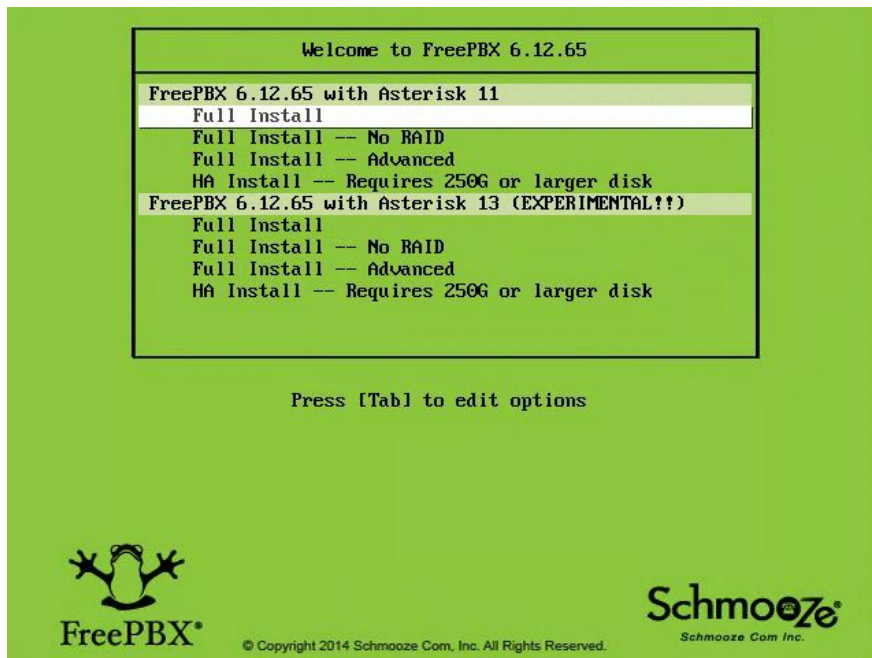 Welcome to FreePBX 6.12.65
FreePBX 6.12.65 with Asterisk 11
Full Install
Full Install -- No RAID
Full Install -- Advanced
HA Install -- Requires 250G or larger disk
FreePBX 6.12.65 with Asterisk 13 (EXPERIMENTAL!!)
Full Install
Full Install -- No RAID
Full Install -- Advanced
HA Install -- Requires 250G or larger disk
Press [Tab] to edit options
FreePBX®
© Copyright 2014 Schmooze Com, Inc. All Rights Reserved.
Schmooze®
Schmooze Com Inc.